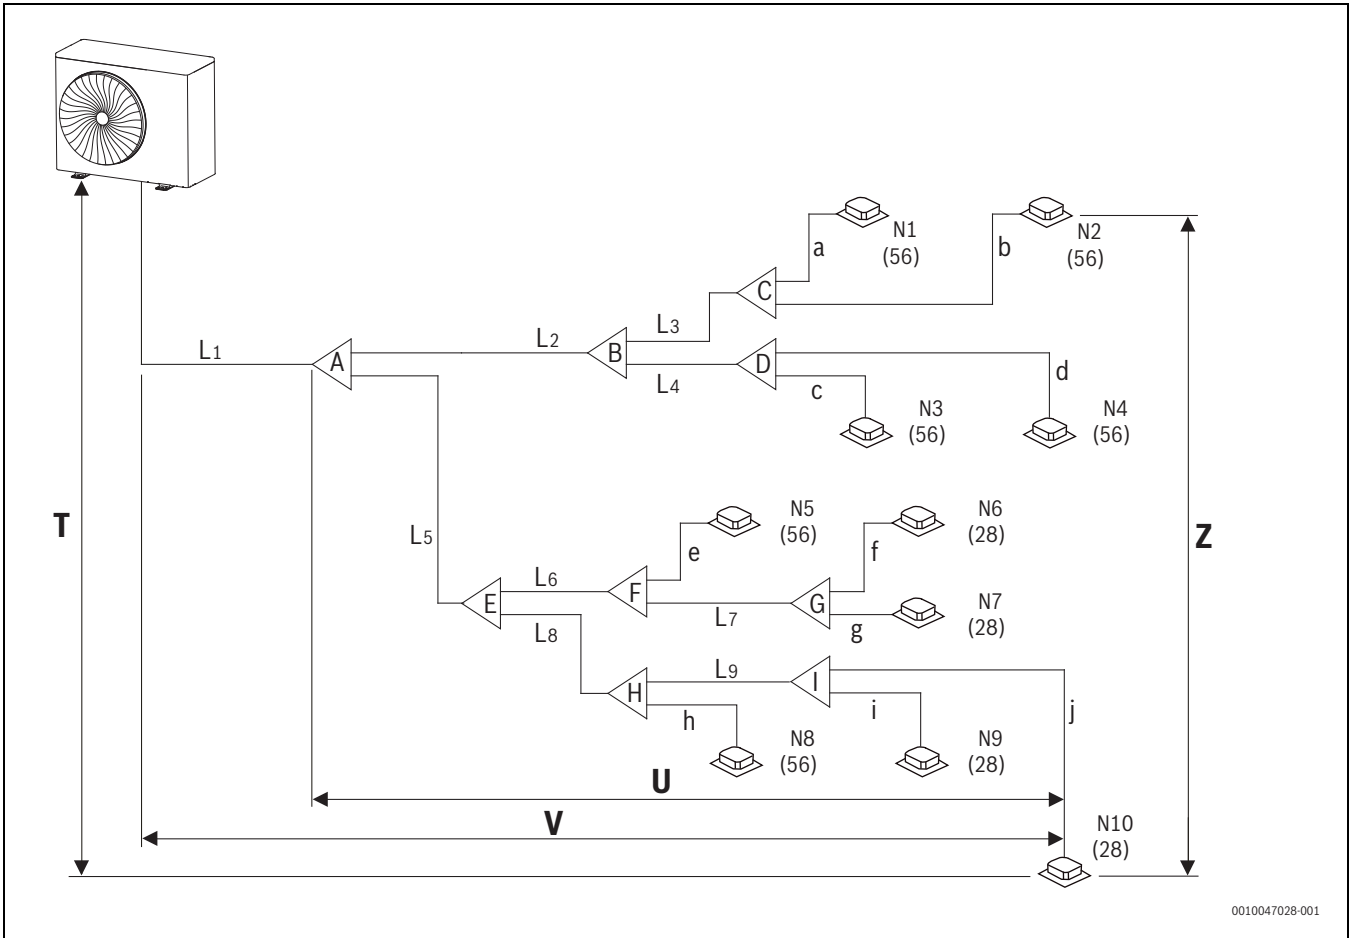 N1
(56)
N2
(56)
a
b
C
L3
L2
L1
B
A
D
L4
c
d
N3
(56)
N4
(56)
T
Z
L5
N5
(56)
N6
(28)
e
f
L6
F
E
G
L7
N7
(28)
g
L8
L9
I
H
h
i
j
N8
(56)
N9
(28)
U
V
N10
(28)
0010047028-001